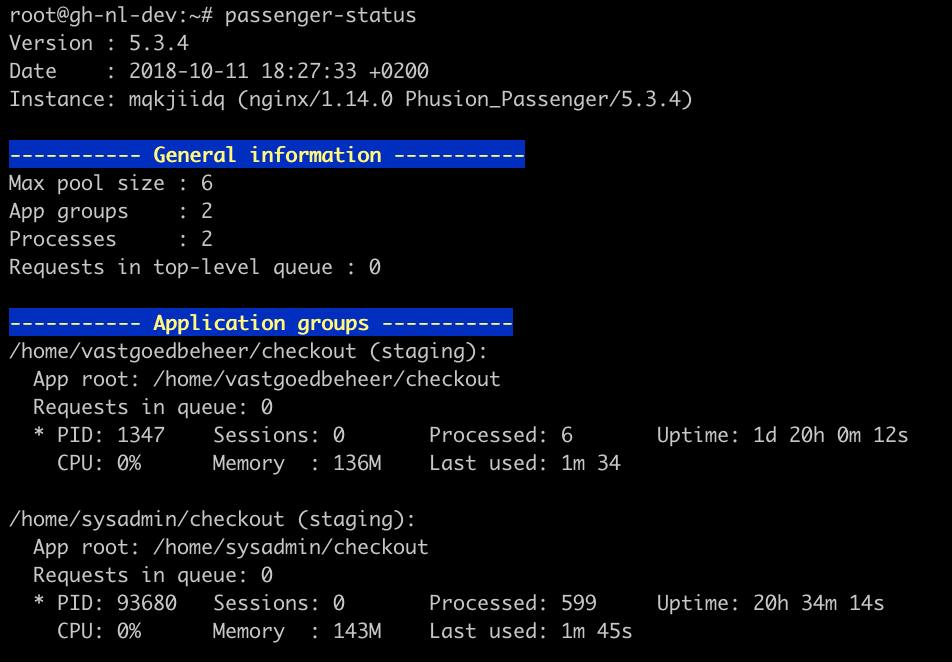 root@gh-nl-dev:~# passenger-status
Version : 5.3.4
Date    : 2018-10-11 18:27:33 +0200
Instance: mqkjiidq (nginx/1.14.0 Phusion_Passenger/5.3.4)
----------- General information -----------
Max pool size : 6
App groups    : 2
Processes     : 2
Requests in top-level queue : 0
----------- Application groups -----------
/home/vastgoedbeheer/checkout (staging):
  App root: /home/vastgoedbeheer/checkout
  Requests in queue: 0
  * PID: 1347    Sessions: 0       Processed: 6       Uptime: 1d 20h 0m 12s
    CPU: 0%      Memory  : 136M    Last used: 1m 34
/home/sysadmin/checkout (staging):
  App root: /home/sysadmin/checkout
  Requests in queue: 0
  * PID: 93680   Sessions: 0       Processed: 599     Uptime: 20h 34m 14s
    CPU: 0%      Memory  : 143M    Last used: 1m 45s